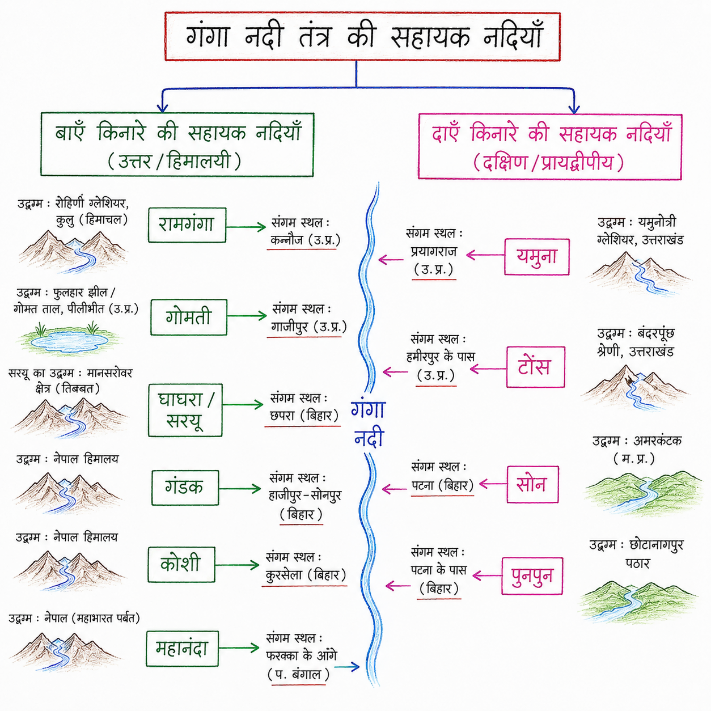 गंगा नदी तंत्र की सहायक नदियाँ
बाएँ किनारे की सहायक नदियाँ
(उत्तर/हिमालयी)
उद्गम : रोहिणी ग्लेशियर,
कुलु (हिमाचल)
रामगंगा
संगम स्थल :
कन्नौज (उ.प्र.)
उद्गम : फुलहार झील /
गोमत ताल, पीलीभीत (उ.प्र.)
गोमती
संगम स्थल :
गाजीपुर (उ.प्र.)
सरयू का उद्गम : मानसरोवर
क्षेत्र (तिब्बत)
घाघरा /
सरयू
संगम स्थल :
छपरा (बिहार)
उद्गम : नेपाल हिमालय
गंडक
संगम स्थल :
हाजीपुर-सोनपुर
(बिहार)
उद्गम : नेपाल हिमालय
कोशी
संगम स्थल :
कुरसेला (बिहार)
उद्गम : नेपाल (महाभारत पर्बत)
महानंदा
संगम स्थल :
फरक्का के आंगे
(प. बंगाल)
गंगा
नदी
दाएँ किनारे की सहायक नदियाँ
(दक्षिण/प्रायद्वीपीय)
संगम स्थल :
प्रयागराज
(उ.प्र.)
यमुना
उद्गम : यमुनोत्री
ग्लेशियर, उत्तराखंड
संगम स्थल :
हमीरपुर के पास
(उ.प्र.)
टोंस
उद्गम : बंदरपूंछ
श्रेणी, उत्तराखंड
संगम स्थल :
पटना (बिहार)
सोन
उद्गम : अमरकंटक
(म.प्र.)
संगम स्थल :
पटना के पास
(बिहार)
पुनपुन
उद्गम : छोटानागपुर
पठार